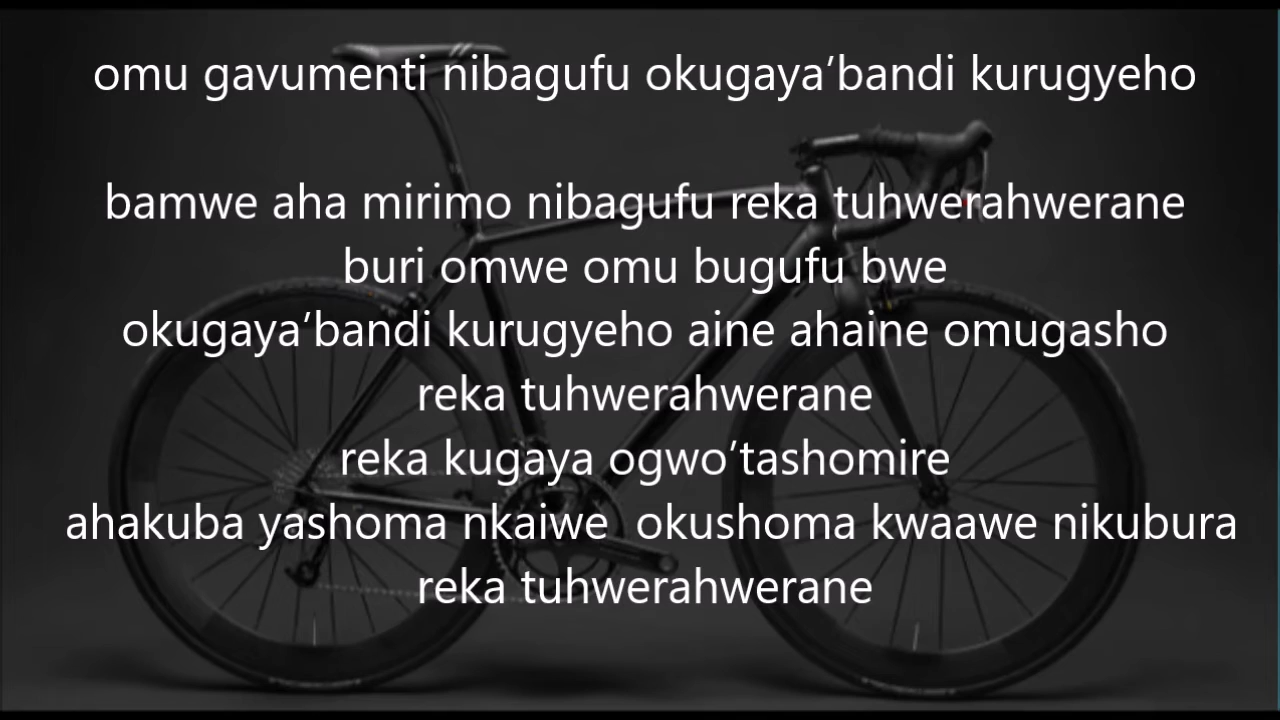 omu gavumenti nibagufu okugaya’bandi kurugyeho
bamwe aha mirimo nibagufu reka tuhwerahwerane
buri omwe omu bugufu bwe
okugaya’bandi kurugyeho aine ahaine omugasho
reka tuhwerahwerane
reka kugaya ogwo’tashomire
ahakuba yashoma nkaiwe  okushoma kwaawe nikubura
reka tuhwerahwerane